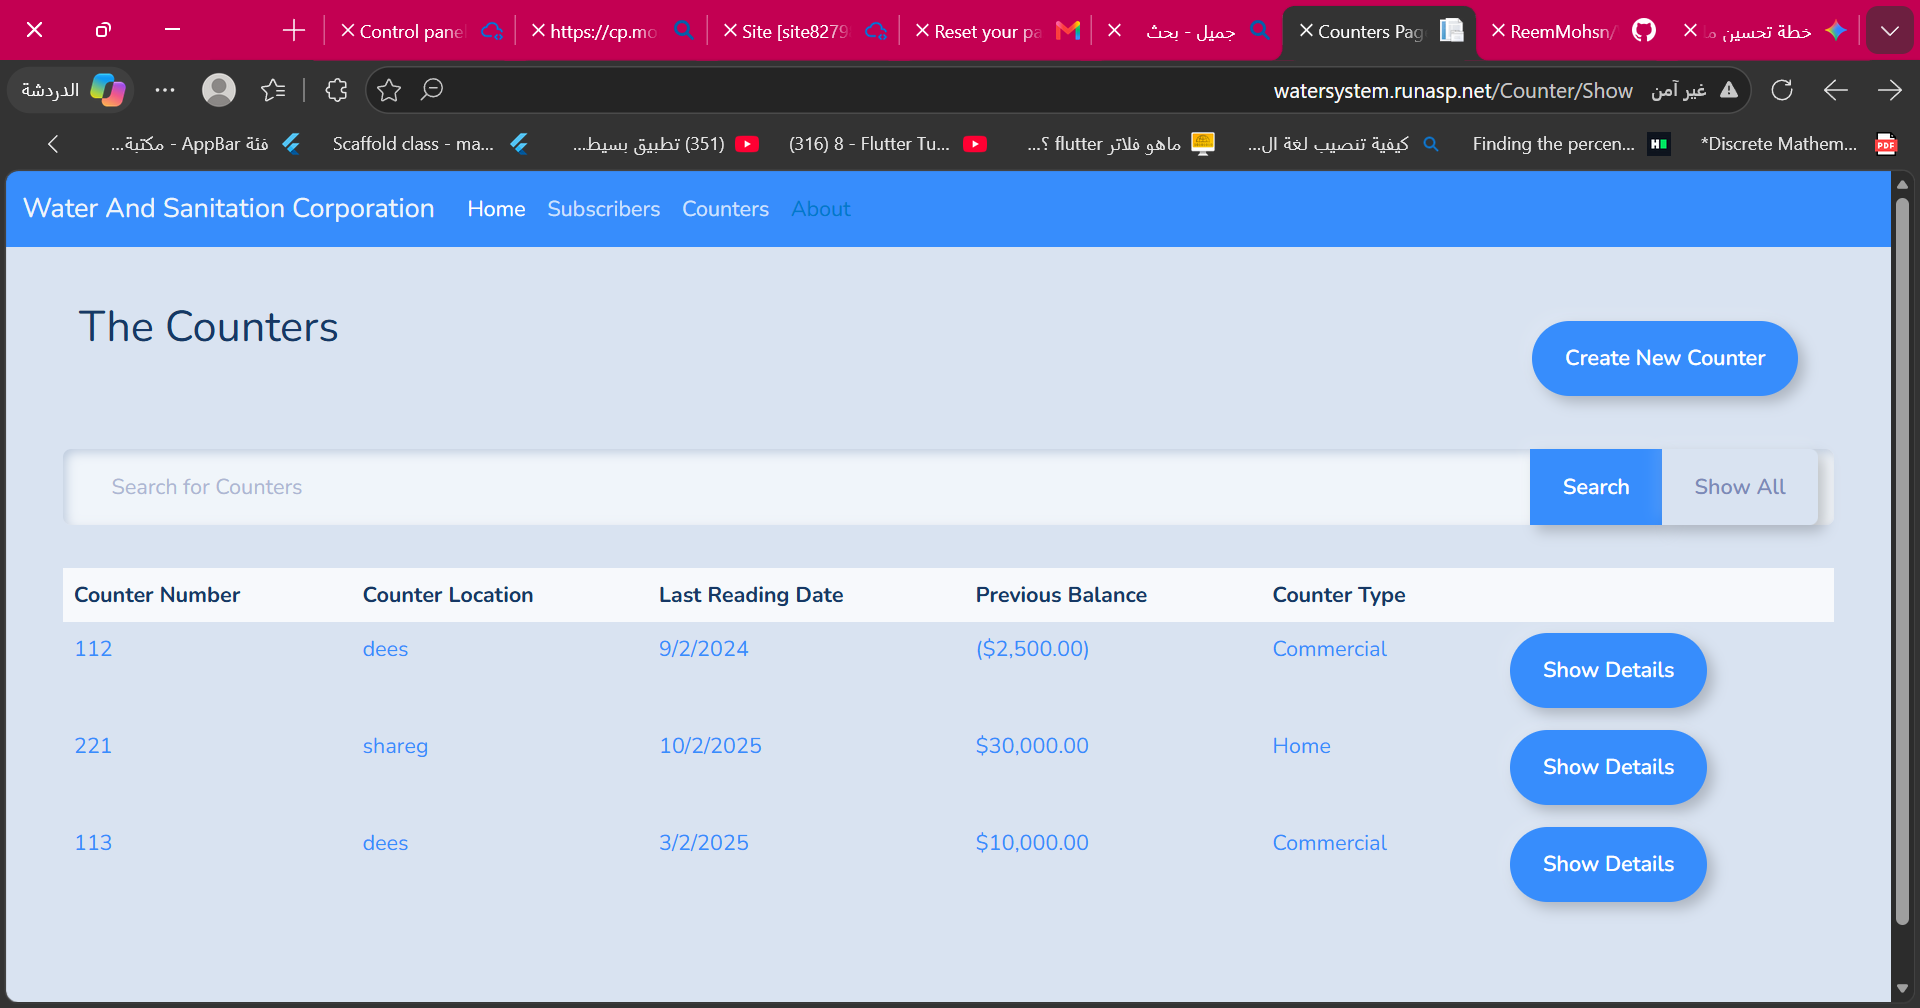 Control pane
https://cp.mo
Site [site8279
Reset your pa
جميل - بحث
Counters Pag
ReemMohsn/
خطة تحسين ما
الدردشة
watersystem.runasp.net/Counter/Show
غير آمن
فئة AppBar - مكتبة...
Scaffold class - ma...
(351) تطبيق بسيط...
(316) 8 - Flutter Tu...
ماهو فلاتر flutter ؟...
كيفية تنصيب لغة ال...
Finding the percen...
*Discrete Mathem...
Water And Sanitation Corporation Home Subscribers Counters About
The Counters
Create New Counter
Search for Counters Search Show All
Counter Number Counter Location Last Reading Date Previous Balance Counter Type
112 dees 9/2/2024 ($2,500.00) Commercial Show Details
221 shareg 10/2/2025 $30,000.00 Home Show Details
113 dees 3/2/2025 $10,000.00 Commercial Show Details